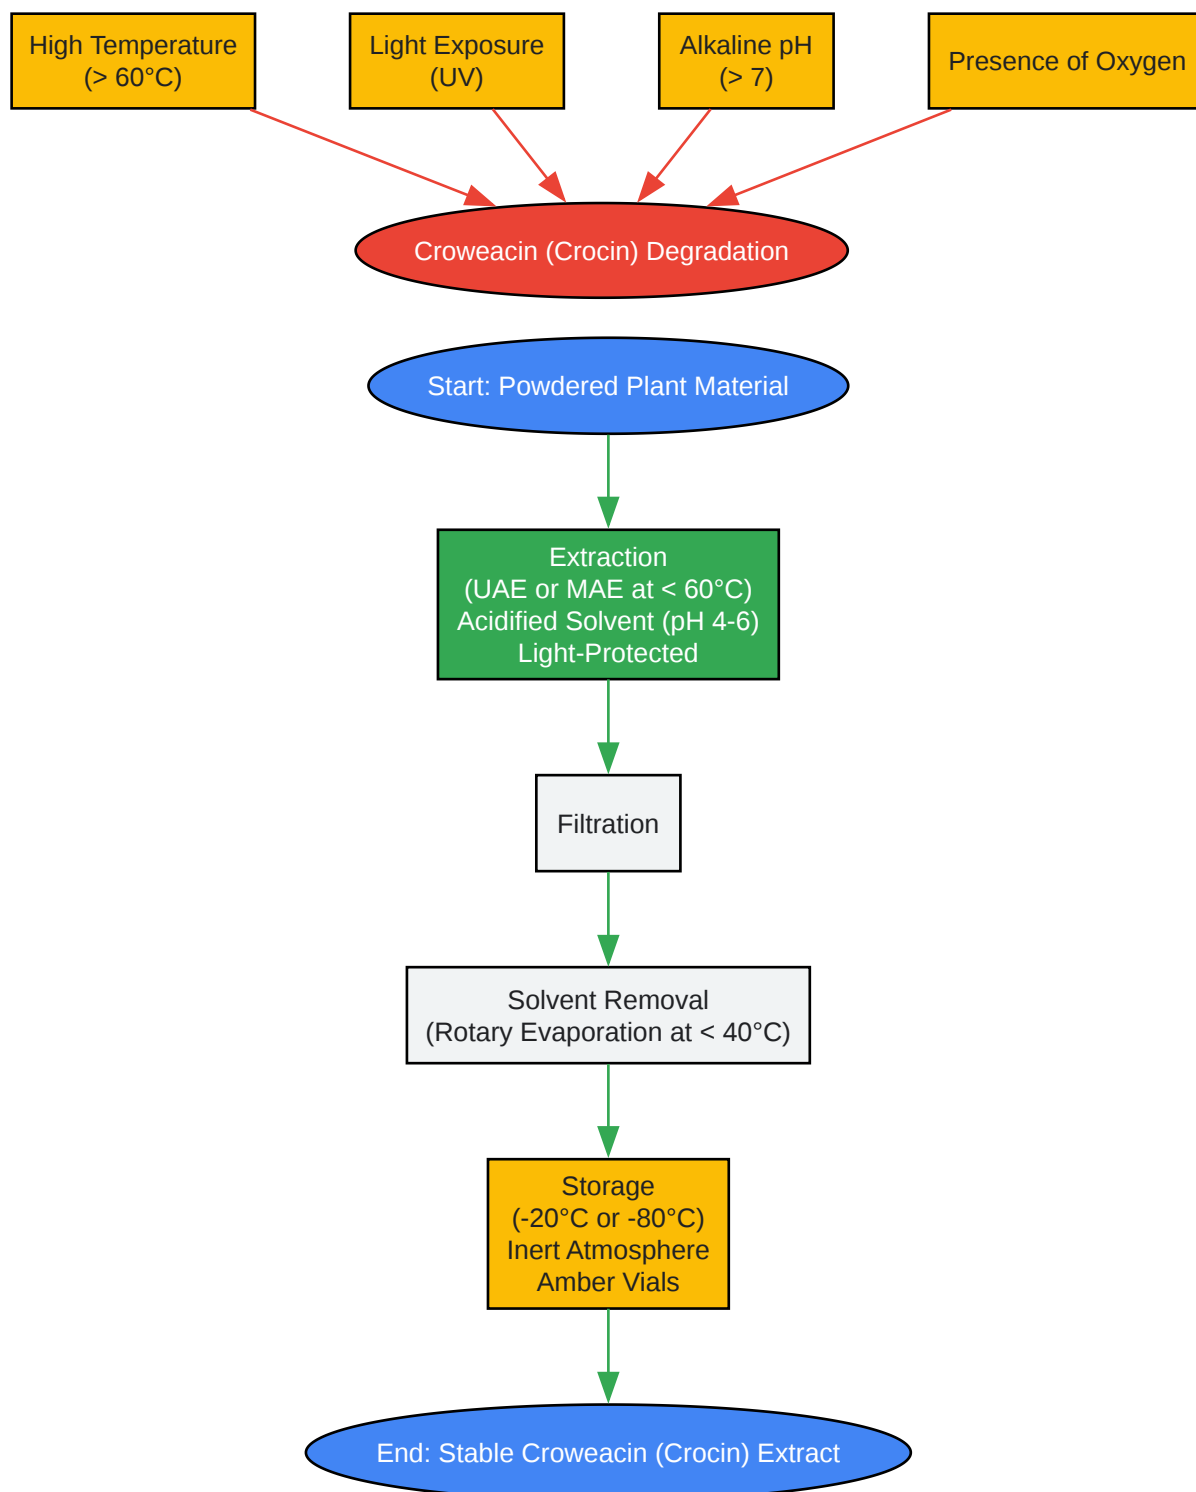 High Temperature
(> 60°C)
Light Exposure
(UV)
Alkaline pH
(> 7)
Presence of Oxygen
Croweacin (Crocin) Degradation
Start: Powdered Plant Material
Extraction
(UAE or MAE at < 60°C)
Acidified Solvent (pH 4-6)
Light-Protected
Filtration
Solvent Removal
(Rotary Evaporation at < 40°C)
Storage
(-20°C or -80°C)
Inert Atmosphere
Amber Vials
End: Stable Croweacin (Crocin) Extract